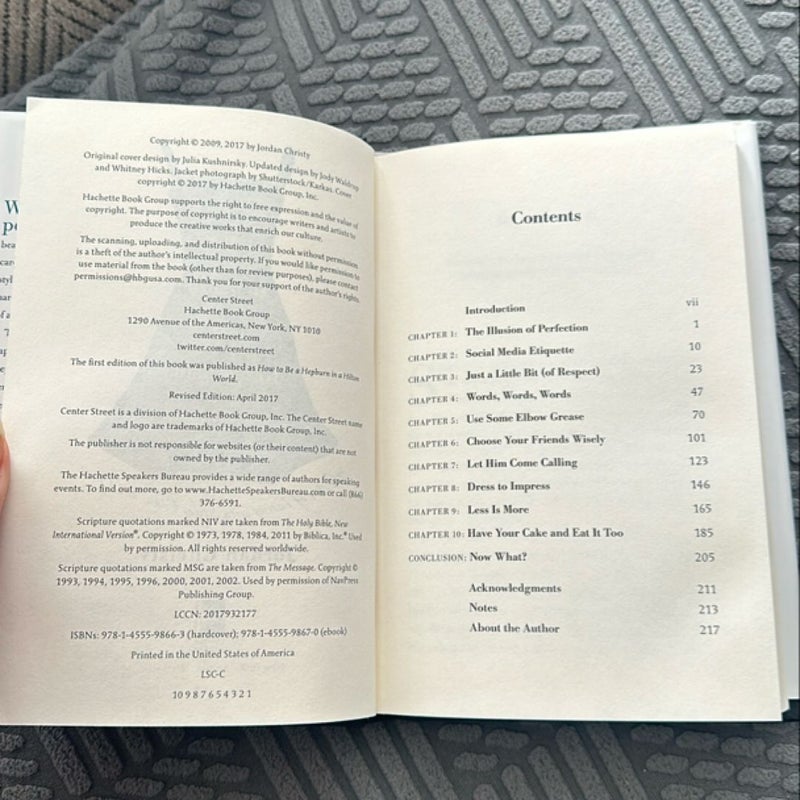 Copyright © 2009, 2017 by Jordan Christy
Original cover design by Julia Kushnirsky. Updated design by Jody Waldrup
and Whitney Hicks. Jacket photograph by Shutterstock/Karkas. Cover
copyright © 2017 by Hachette Book Group, Inc.
Hachette Book Group supports the right to free expression and the value of
copyright. The purpose of copyright is to encourage writers and artists to
produce the creative works that enrich our culture.
The scanning, uploading, and distribution of this book without permission
is a theft of the author's intellectual property. If you would like permission to
use material from the book (other than for review purposes), please contact
permissions@hbgusa.com. Thank you for your support of the author's rights.
Center Street
Hachette Book Group
1290 Avenue of the Americas, New York, NY 1010
centerstreet.com
twitter.com/centerstreet
The first edition of this book was published as How to Be a Hepburn in a Hilton
World.
Revised Edition: April 2017
Center Street is a division of Hachette Book Group, Inc. The Center Street name
and logo are trademarks of Hachette Book Group, Inc.
The publisher is not responsible for websites (or their content) that are not
owned by the publisher.
The Hachette Speakers Bureau provides a wide range of authors for speaking
events. To find out more, go to www.HachetteSpeakersBureau.com or call (866)
376-6591.
Scripture quotations marked NIV are taken from The Holy Bible, New
International Version®. Copyright © 1973, 1978, 1984, 2011 by Biblica, Inc.® Used
by permission. All rights reserved worldwide.
Scripture quotations marked MSG are taken from The Message. Copyright ©
1993, 1994, 1995, 1996, 2000, 2001, 2002. Used by permission of NavPress
Publishing Group.
LCCN: 2017932177
ISBNs: 978-1-4555-9866-3 (hardcover); 978-1-4555-9867-0 (ebook)
Printed in the United States of America
LSC-C
10 9 8 7 6 5 4 3 2 1
Contents
Introduction vii
CHAPTER 1: The Illusion of Perfection 1
CHAPTER 2: Social Media Etiquette 10
CHAPTER 3: Just a Little Bit (of Respect) 23
CHAPTER 4: Words, Words, Words 47
CHAPTER 5: Use Some Elbow Grease 70
CHAPTER 6: Choose Your Friends Wisely 101
CHAPTER 7: Let Him Come Calling 123
CHAPTER 8: Dress to Impress 146
CHAPTER 9: Less Is More 165
CHAPTER 10: Have Your Cake and Eat It Too 185
CONCLUSION: Now What? 205
Acknowledgments 211
Notes 213
About the Author 217